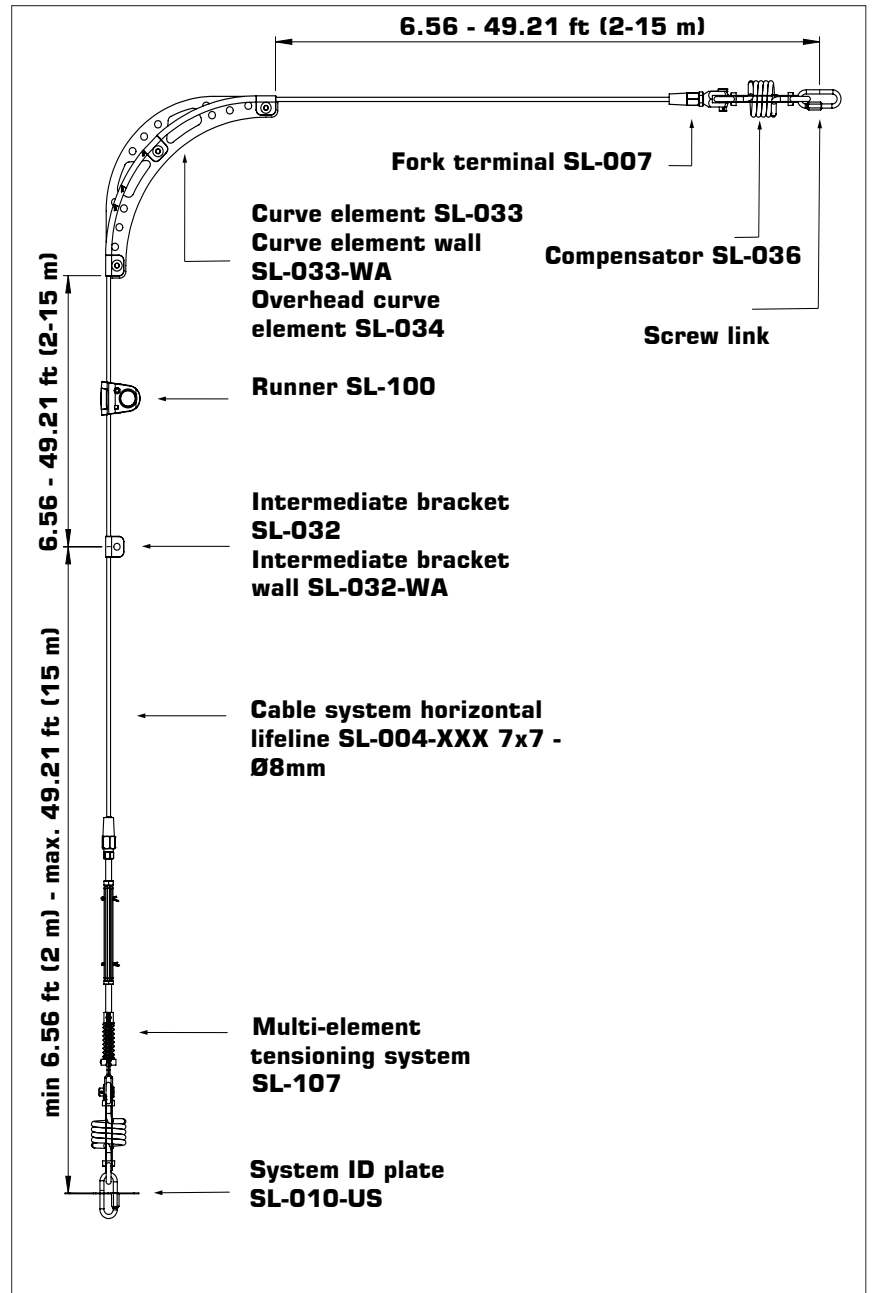 6.56 - 49.21 ft (2-15 m)
Fork terminal SL-007
Curve element SL-033
Curve element wall
SL-033-WA
Overhead curve
element SL-034
Compensator SL-036
Screw link
6.56 - 49.21 ft (2-15 m)
Runner SL-100
Intermediate bracket
SL-032
Intermediate bracket
wall SL-032-WA
min 6.56 ft (2 m) - max. 49.21 ft (15 m)
Cable system horizontal
lifeline SL-004-XXX 7x7 -
Ø8mm
Multi-element
tensioning system
SL-107
System ID plate
SL-010-US